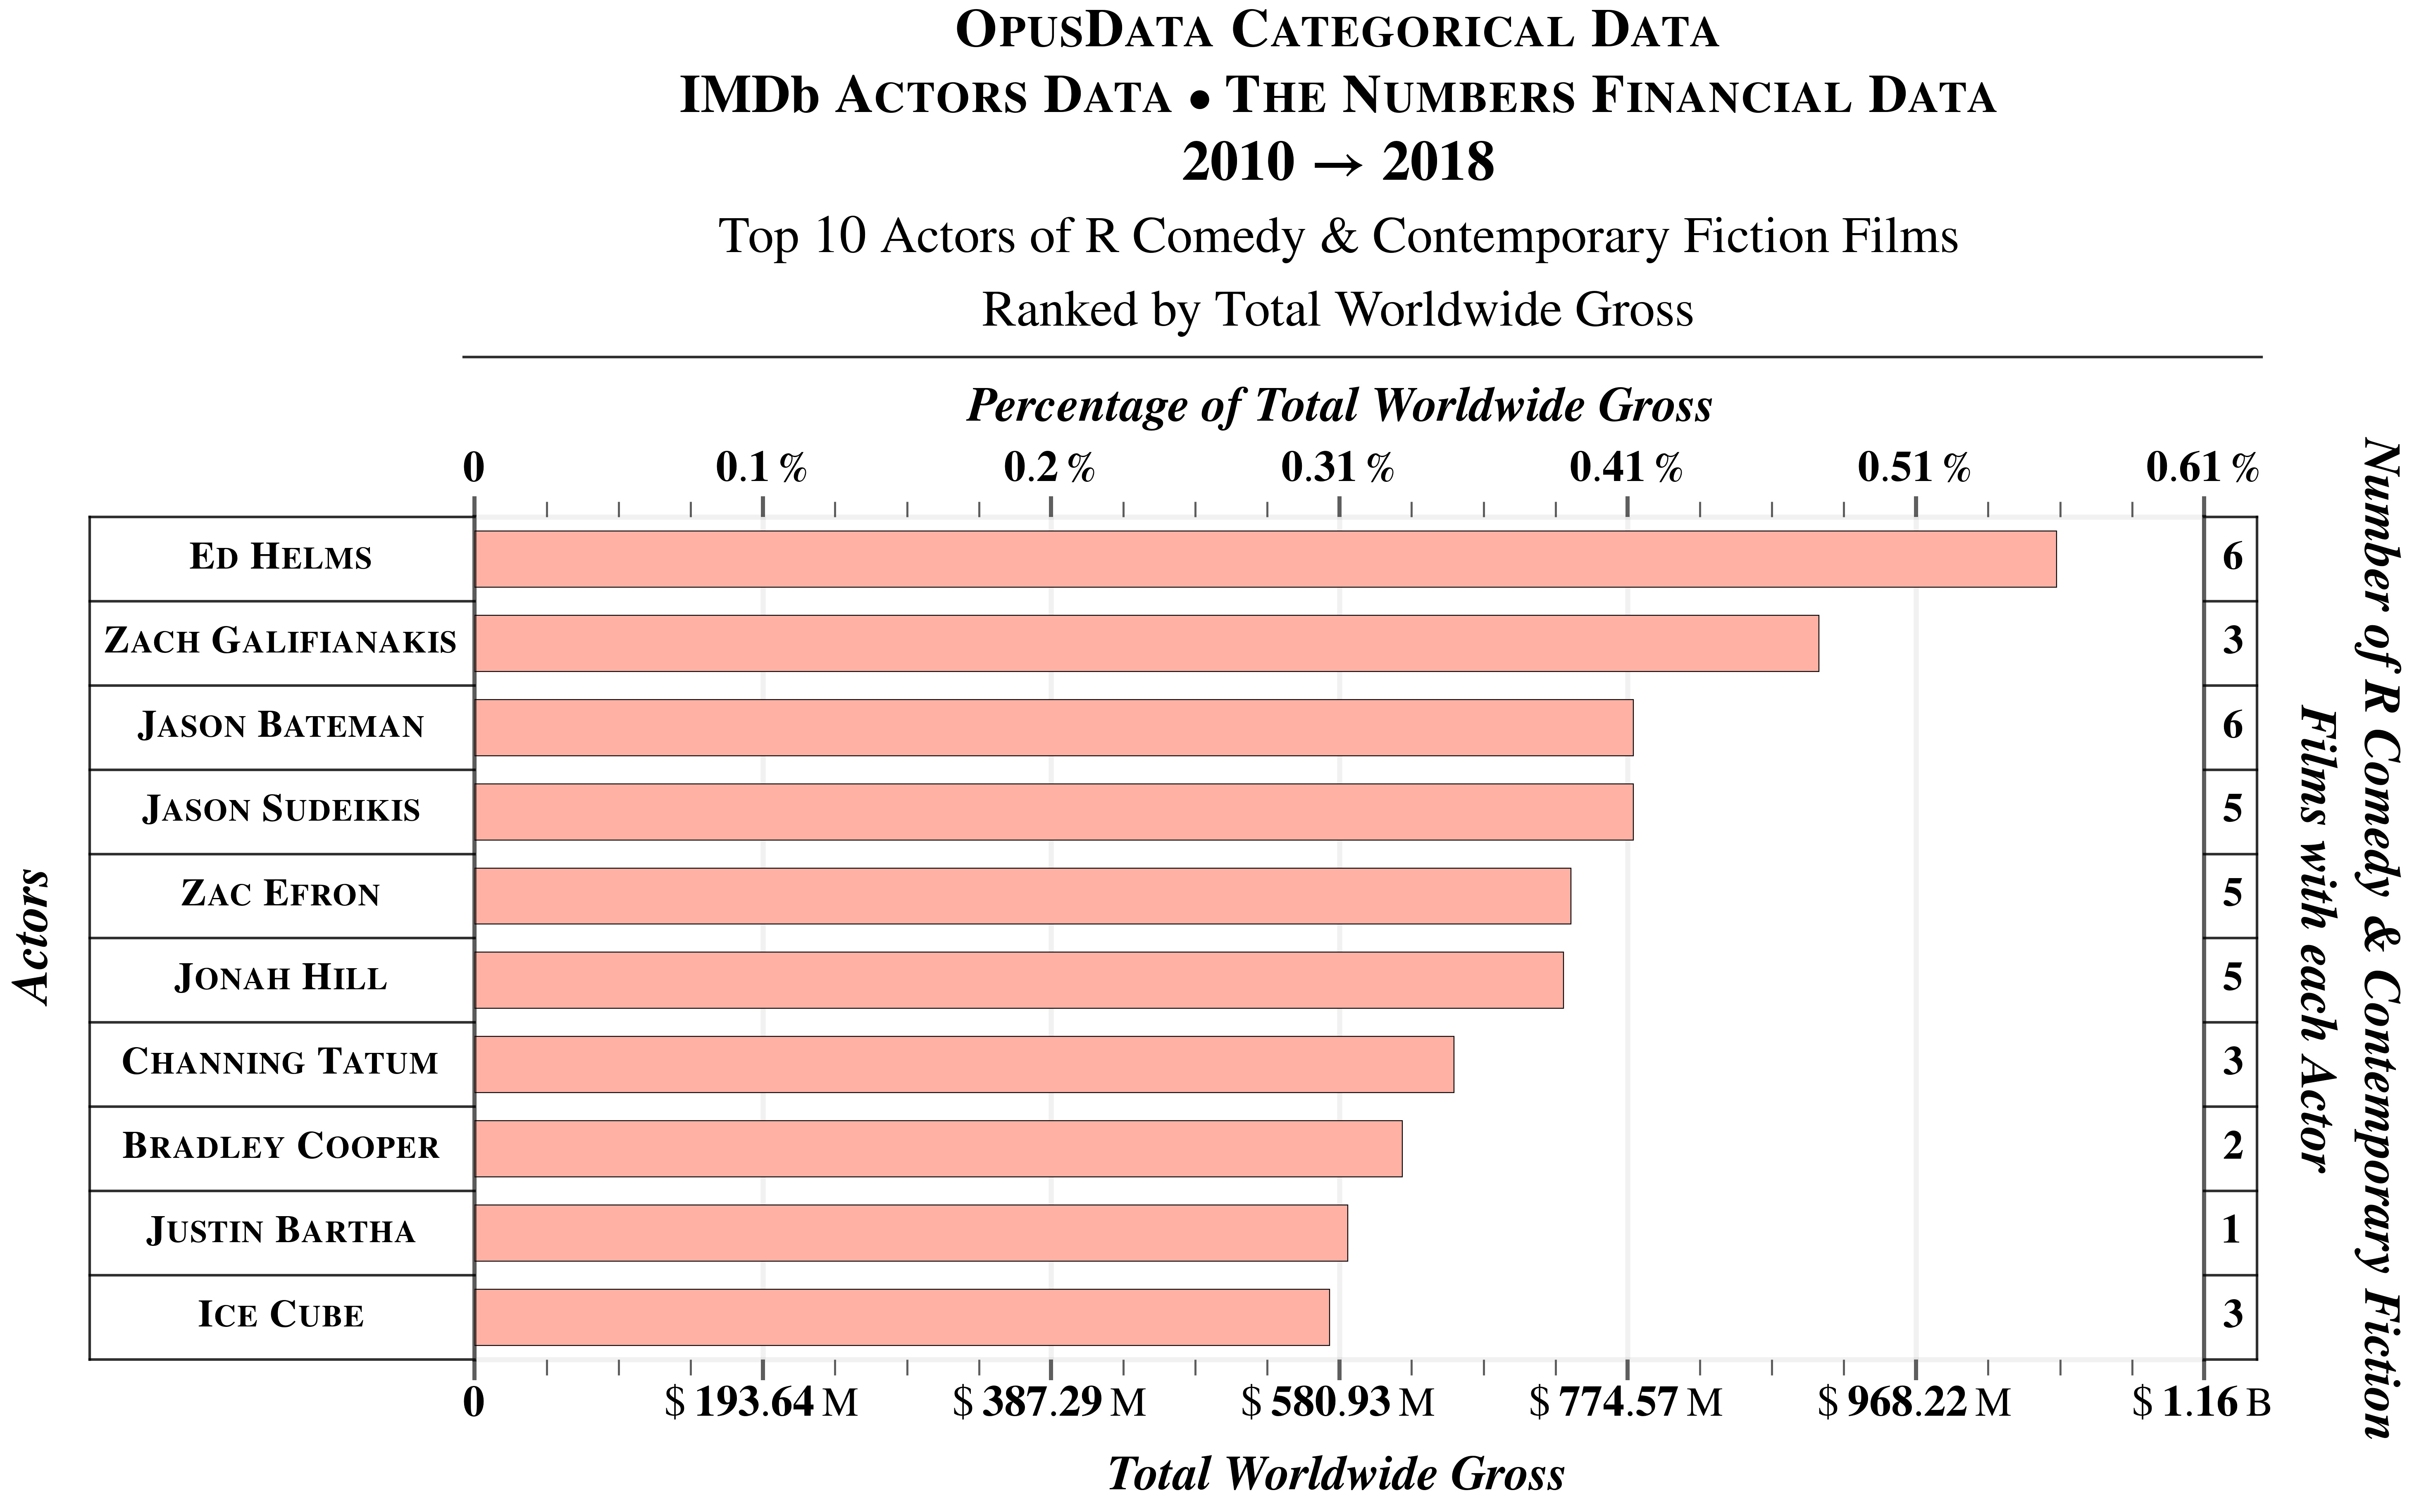 OpusData Categorical Data
IMDb Actors Data • The Numbers Financial Data
2010 → 2018
Top 10 Actors of R Comedy & Contemporary Fiction Films
Ranked by Total Worldwide Gross
Percentage of Total Worldwide Gross
0 0.1 % 0.2 % 0.31 % 0.41 % 0.51 % 0.61 %
Actors
Ed Helms 6
Zach Galifianakis 3
Jason Bateman 6
Jason Sudeikis 5
Zac Efron 5
Jonah Hill 5
Channing Tatum 3
Bradley Cooper 2
Justin Bartha 1
Ice Cube 3
Number of R Comedy & Contemporary Fiction
Films with each Actor
0 $ 193.64 M $ 387.29 M $ 580.93 M $ 774.57 M $ 968.22 M $ 1.16 B
Total Worldwide Gross